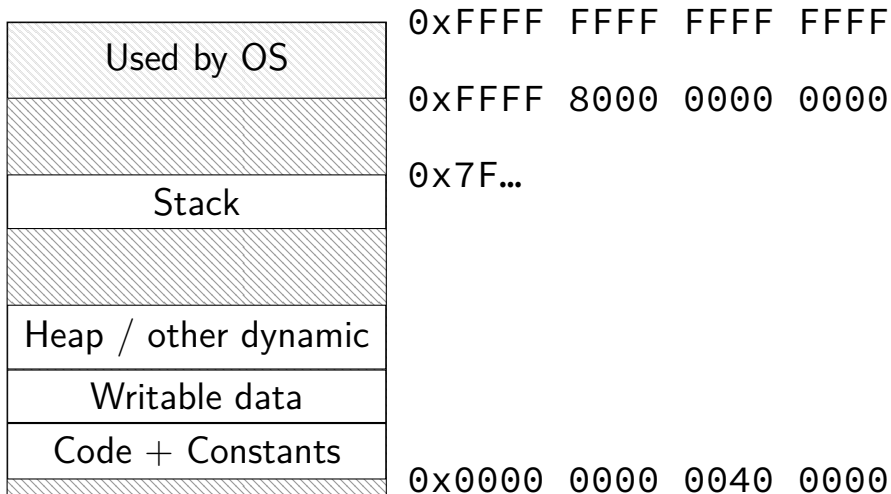 0xFFFF FFFF FFFF FFFF
Used by OS
0xFFFF 8000 0000 0000
0x7F…
Stack
Heap / other dynamic
Writable data
Code + Constants
0x0000 0000 0040 0000